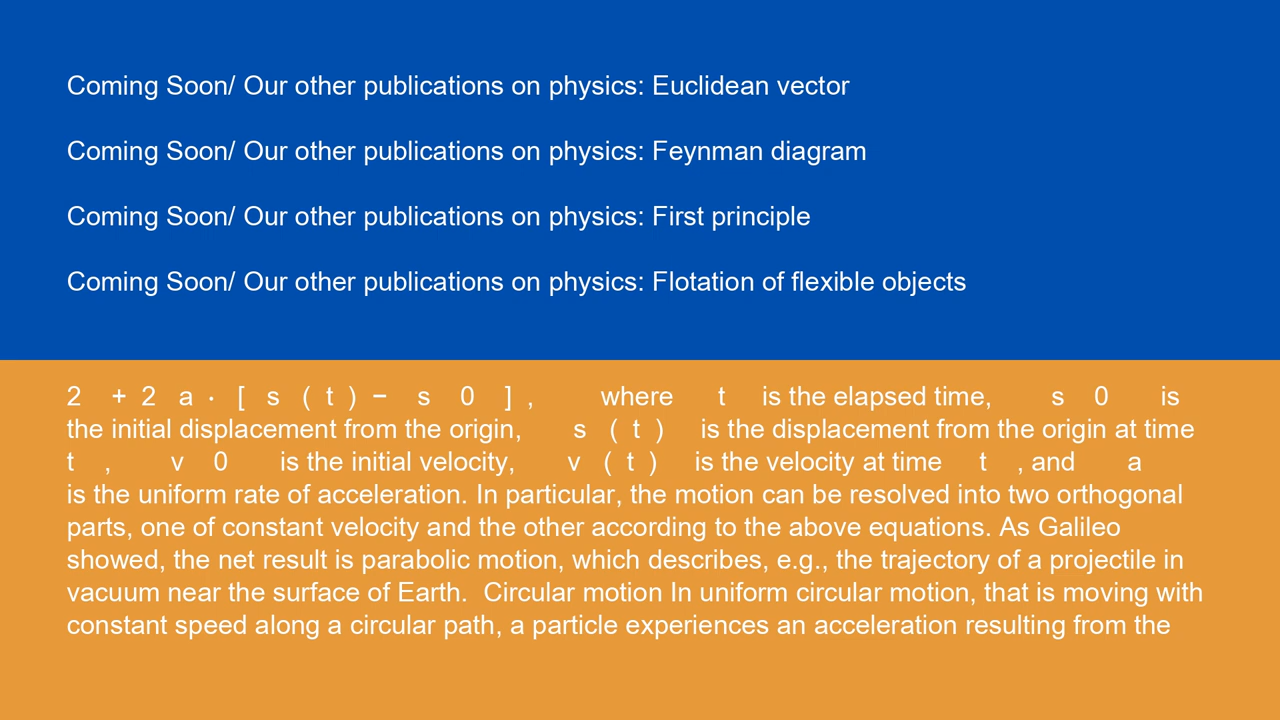 Coming Soon/ Our other publications on physics: Euclidean vector
Coming Soon/ Our other publications on physics: Feynman diagram
Coming Soon/ Our other publications on physics: First principle
Coming Soon/ Our other publications on physics: Flotation of flexible objects
2 + 2 a · [ s ( t ) − s 0 ] , where t is the elapsed time, s 0 is
the initial displacement from the origin, s ( t ) is the displacement from the origin at time
t , v 0 is the initial velocity, v ( t ) is the velocity at time t , and a
is the uniform rate of acceleration. In particular, the motion can be resolved into two orthogonal
parts, one of constant velocity and the other according to the above equations. As Galileo
showed, the net result is parabolic motion, which describes, e.g., the trajectory of a projectile in
vacuum near the surface of Earth. Circular motion In uniform circular motion, that is moving with
constant speed along a circular path, a particle experiences an acceleration resulting from the